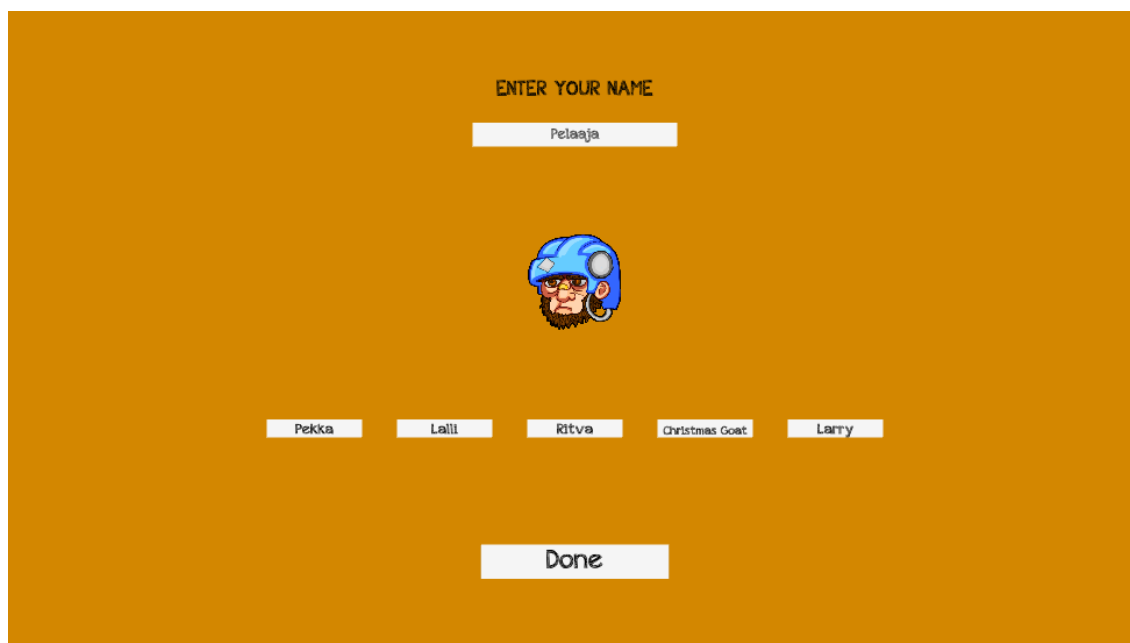 ENTER YOUR NAME
Pelaaja
Pekka
Lalli
Ritva
Christmas Goat
Larry
Done